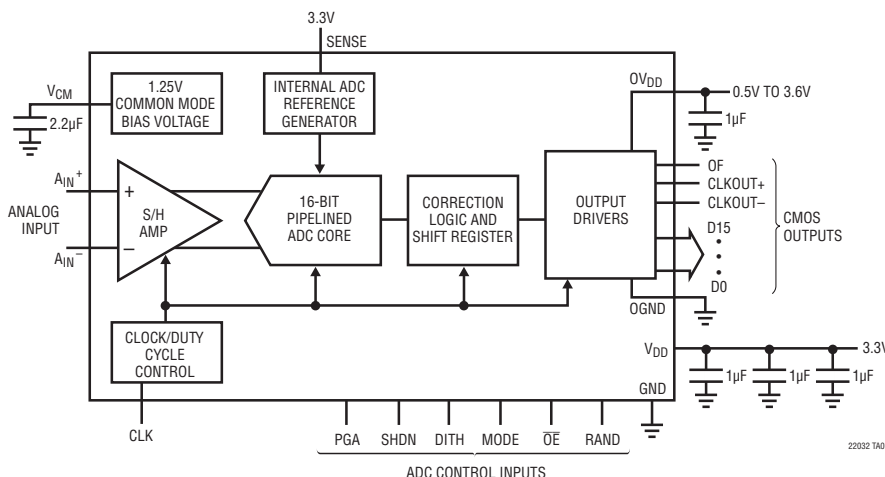 3.3V
SENSE
VCM
2.2µF
1.25V
COMMON MODE
BIAS VOLTAGE
INTERNAL ADC
REFERENCE
GENERATOR
OVDD
0.5V TO 3.6V
1µF
AIN+
ANALOG
INPUT
AIN–
+
S/H
AMP
–
16-BIT
PIPELINED
ADC CORE
CORRECTION
LOGIC AND
SHIFT REGISTER
OUTPUT
DRIVERS
OF
CLKOUT+
CLKOUT–
D15
•
•
•
D0
CMOS
OUTPUTS
OGND
CLOCK/DUTY
CYCLE
CONTROL
VDD
3.3V
1µF
1µF
1µF
GND
CLK
PGA
SHDN
DITH
MODE
OE
RAND
ADC CONTROL INPUTS
22032 TA0